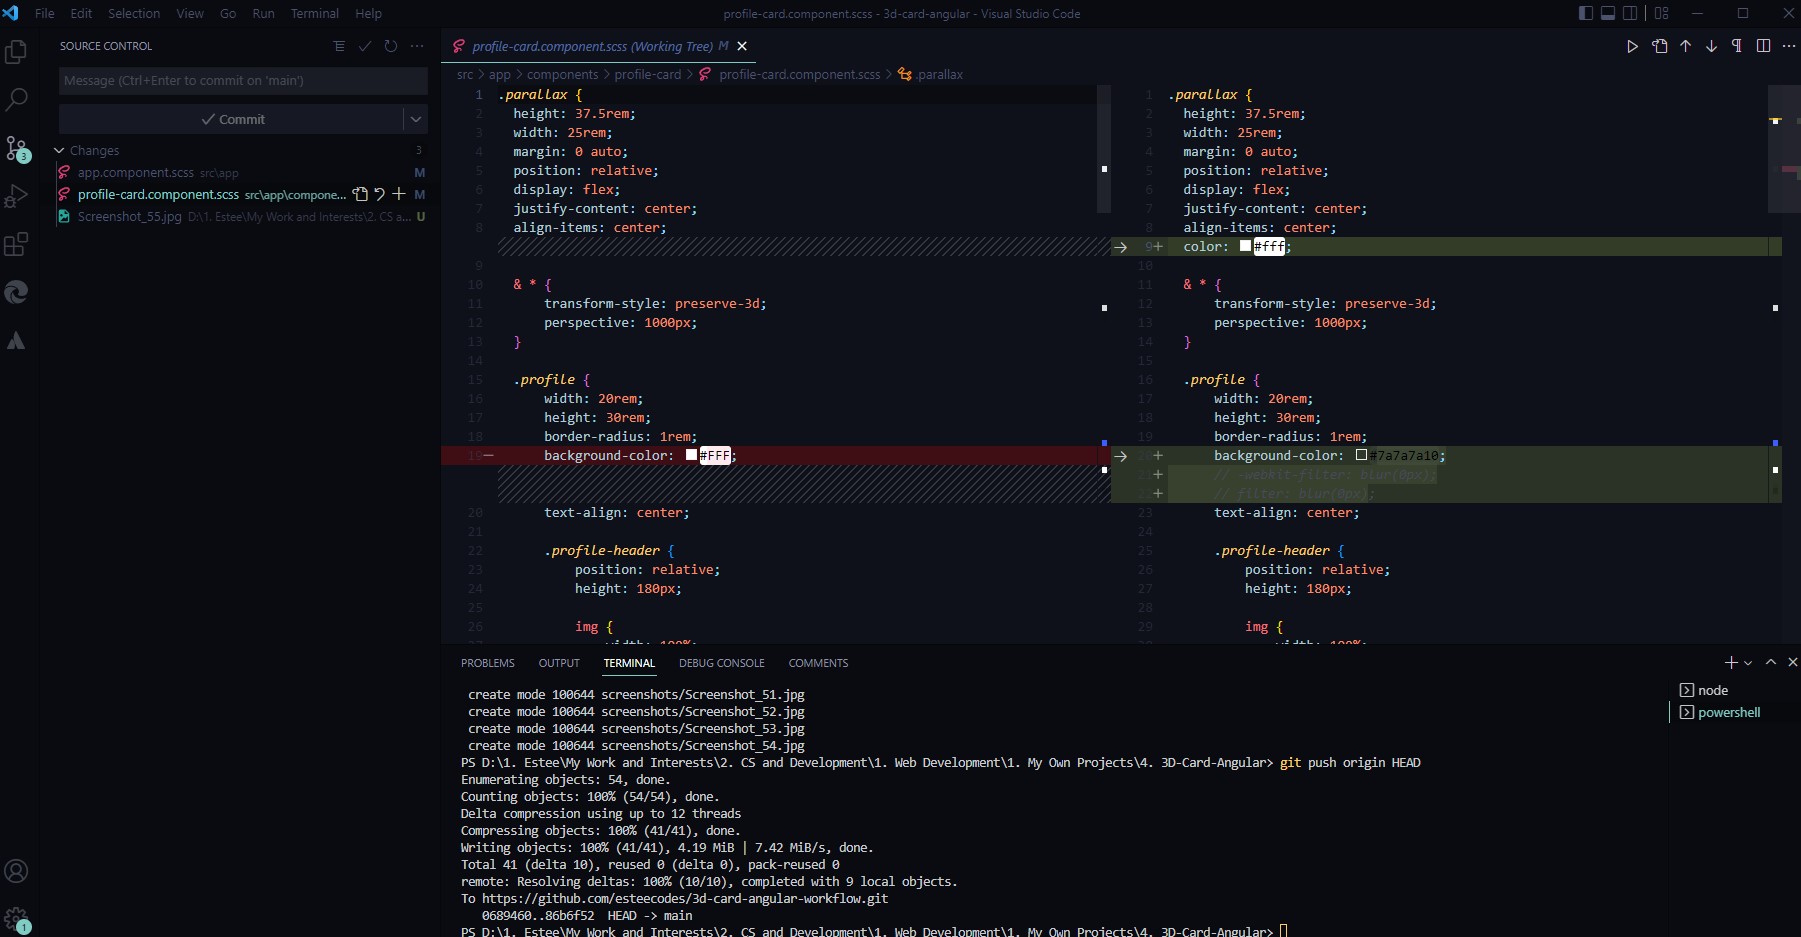 File Edit Selection View Go Run Terminal Help
profile-card.component.scss - 3d-card-angular - Visual Studio Code
SOURCE CONTROL
Message (Ctrl+Enter to commit on 'main')
Commit
Changes 3
app.component.scss src\app M
profile-card.component.scss src\app\compone... M
Screenshot_55.jpg D:\1. Estee\My Work and Interests\2. CS a... U
3
1
profile-card.component.scss (Working Tree) M
src > app > components > profile-card > profile-card.component.scss > .parallax
1 .parallax {
2 height: 37.5rem;
3 width: 25rem;
4 margin: 0 auto;
5 position: relative;
6 display: flex;
7 justify-content: center;
8 align-items: center;
9
10 & * {
11 transform-style: preserve-3d;
12 perspective: 1000px;
13 }
14
15 .profile {
16 width: 20rem;
17 height: 30rem;
18 border-radius: 1rem;
19− background-color: #FFF;
20 text-align: center;
21
22 .profile-header {
23 position: relative;
24 height: 180px;
25
26 img {
27 width: 100%;
1 .parallax {
2 height: 37.5rem;
3 width: 25rem;
4 margin: 0 auto;
5 position: relative;
6 display: flex;
7 justify-content: center;
8 align-items: center;
9+ color: #fff;
10
11 & * {
12 transform-style: preserve-3d;
13 perspective: 1000px;
14 }
15
16 .profile {
17 width: 20rem;
18 height: 30rem;
19 border-radius: 1rem;
20+ background-color: #7a7a7a10;
21+ // -webkit-filter: blur(0px);
22+ // filter: blur(0px);
23 text-align: center;
24
25 .profile-header {
26 position: relative;
27 height: 180px;
28
29 img {
30 width: 100%;
PROBLEMS OUTPUT TERMINAL DEBUG CONSOLE COMMENTS
create mode 100644 screenshots/Screenshot_51.jpg
create mode 100644 screenshots/Screenshot_52.jpg
create mode 100644 screenshots/Screenshot_53.jpg
create mode 100644 screenshots/Screenshot_54.jpg
PS D:\1. Estee\My Work and Interests\2. CS and Development\1. Web Development\1. My Own Projects\4. 3D-Card-Angular> git push origin HEAD
Enumerating objects: 54, done.
Counting objects: 100% (54/54), done.
Delta compression using up to 12 threads
Compressing objects: 100% (41/41), done.
Writing objects: 100% (41/41), 4.19 MiB | 7.42 MiB/s, done.
Total 41 (delta 10), reused 0 (delta 0), pack-reused 0
remote: Resolving deltas: 100% (10/10), completed with 9 local objects.
To https://github.com/esteecodes/3d-card-angular-workflow.git
0689460..86b6f52 HEAD -> main
PS D:\1. Estee\My Work and Interests\2. CS and Development\1. Web Development\1. My Own Projects\4. 3D-Card-Angular>
node
powershell